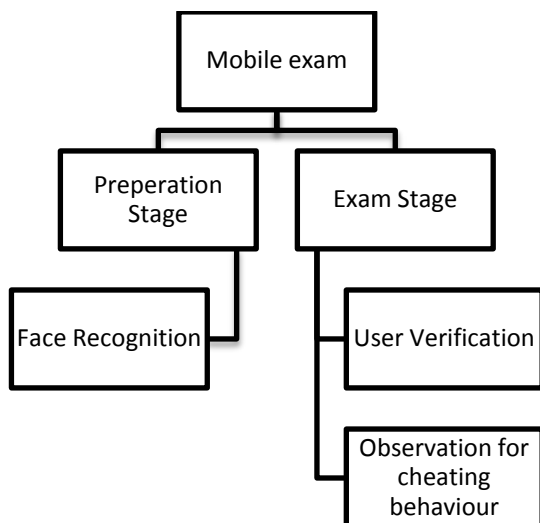 Mobile exam
Preperation
Stage
Exam Stage
Face Recognition
User Verification
Observation for
cheating
behaviour